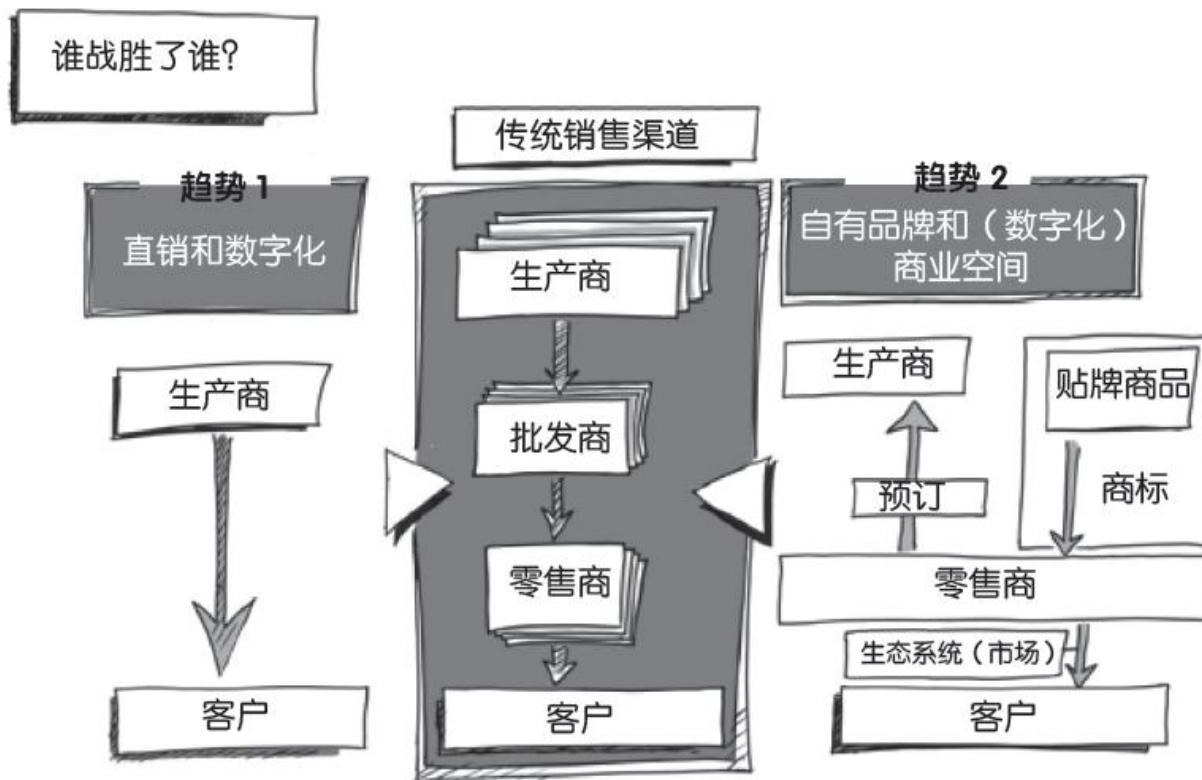 谁战胜了谁?
传统销售渠道
趋势 1
直销和数字化
生产商
客户
生产商
批发商
零售商
客户
趋势 2
自有品牌和（数字化）
商业空间
生产商
贴牌商品
预订
商标
零售商
生态系统（市场）
客户